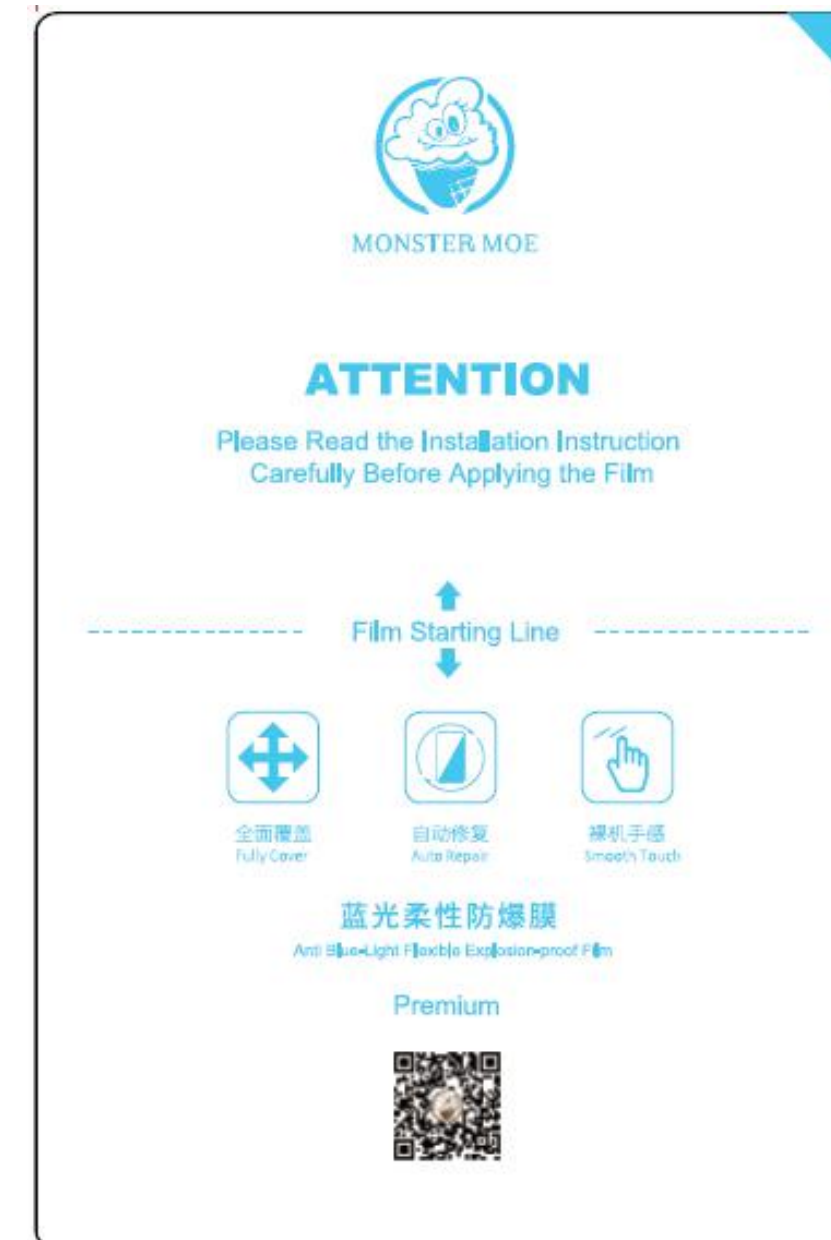 MONSTER MOE
ATTENTION
Please Read the Installation Instruction
Carefully Before Applying the Film
Film Starting Line
全面覆盖
Fully Cover
自动修复
Auto Repair
裸机手感
Smooth Touch
蓝光柔性防爆膜
Anti Blue-Light Flexible Explosion-proof Film
Premium